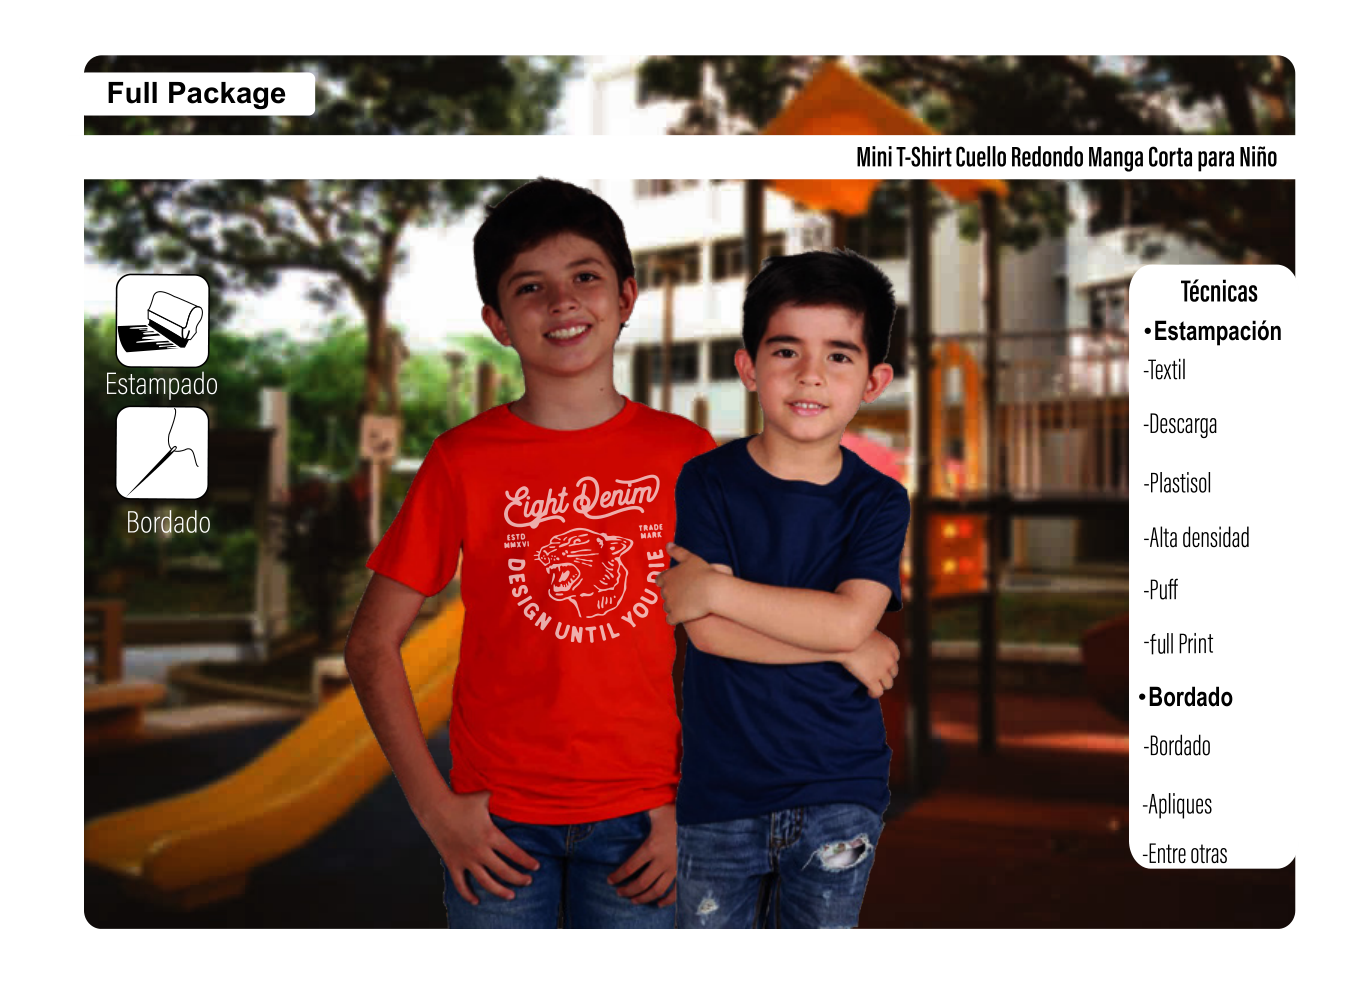 Full Package
Mini T-Shirt Cuello Redondo Manga Corta para Niño
Estampado
Bordado
Eight Denim
ESTD
MMXVI
TRADE
MARK
DESIGN UNTIL YOU DIE
Técnicas
•Estampación
-Textil
-Descarga
-Plastisol
-Alta densidad
-Puff
-full Print
•Bordado
-Bordado
-Apliques
-Entre otras